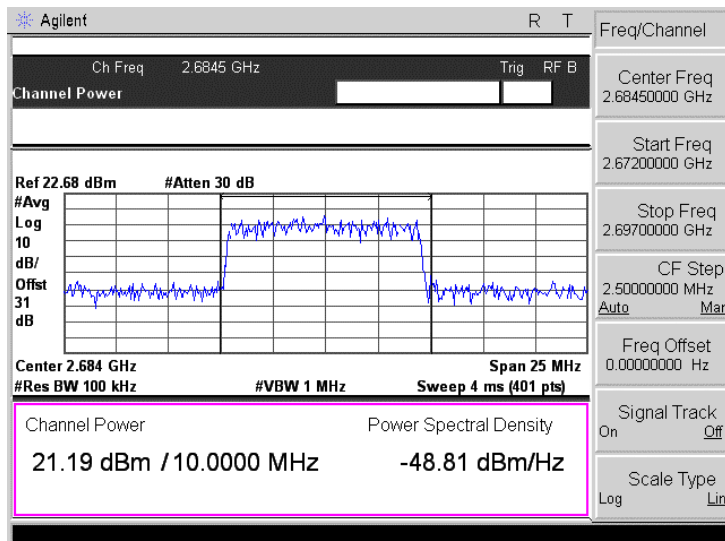 Agilent
R T
Ch Freq 2.6845 GHz Trig RF B
Channel Power
Ref 22.68 dBm #Atten 30 dB
#Avg
Log
10
dB/
Offst
31
dB
Center 2.684 GHz Span 25 MHz
#Res BW 100 kHz #VBW 1 MHz Sweep 4 ms (401 pts)
Channel Power Power Spectral Density
21.19 dBm / 10.0000 MHz -48.81 dBm/Hz
Freq/Channel
Center Freq
2.68450000 GHz
Start Freq
2.67200000 GHz
Stop Freq
2.69700000 GHz
CF Step
2.50000000 MHz
Auto Man
Freq Offset
0.00000000 Hz
Signal Track
On Off
Scale Type
Log Lin